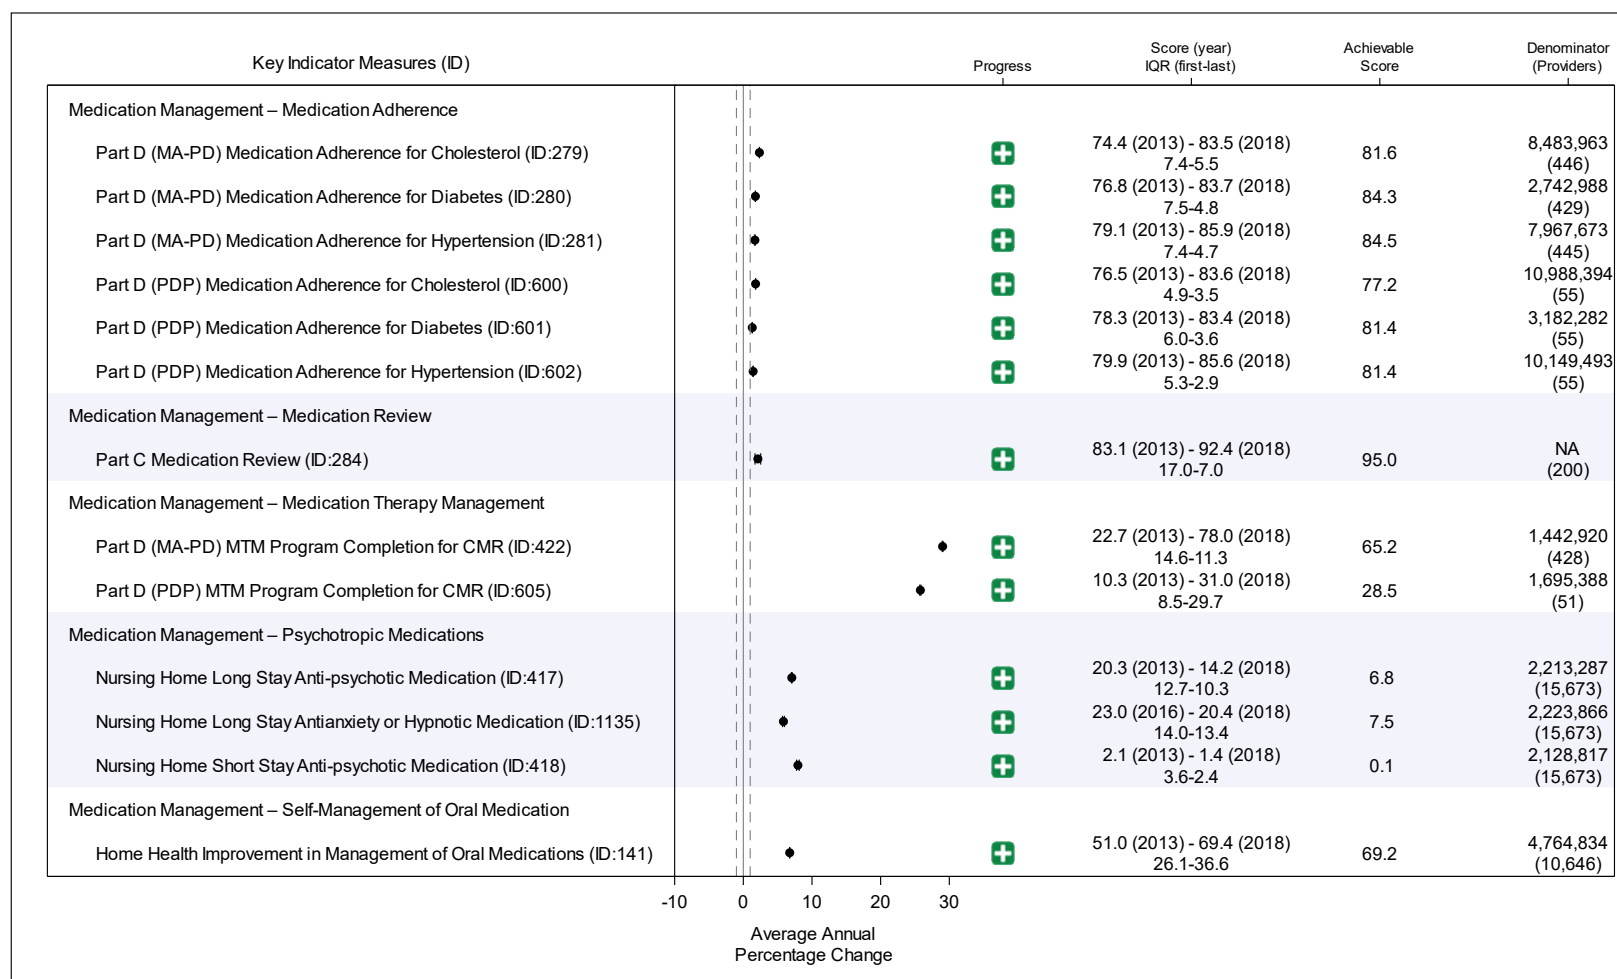 Key Indicator Measures (ID)
Progress
Score (year)
IQR (first-last)
Achievable
Score
Denominator
(Providers)
Medication Management – Medication Adherence
Part D (MA-PD) Medication Adherence for Cholesterol (ID:279)
74.4 (2013) - 83.5 (2018)
7.4-5.5
81.6
8,483,963
(446)
Part D (MA-PD) Medication Adherence for Diabetes (ID:280)
76.8 (2013) - 83.7 (2018)
7.5-4.8
84.3
2,742,988
(429)
Part D (MA-PD) Medication Adherence for Hypertension (ID:281)
79.1 (2013) - 85.9 (2018)
7.4-4.7
84.5
7,967,673
(445)
Part D (PDP) Medication Adherence for Cholesterol (ID:600)
76.5 (2013) - 83.6 (2018)
4.9-3.5
77.2
10,988,394
(55)
Part D (PDP) Medication Adherence for Diabetes (ID:601)
78.3 (2013) - 83.4 (2018)
6.0-3.6
81.4
3,182,282
(55)
Part D (PDP) Medication Adherence for Hypertension (ID:602)
79.9 (2013) - 85.6 (2018)
5.3-2.9
81.4
10,149,493
(55)
Medication Management – Medication Review
Part C Medication Review (ID:284)
83.1 (2013) - 92.4 (2018)
17.0-7.0
95.0
NA
(200)
Medication Management – Medication Therapy Management
Part D (MA-PD) MTM Program Completion for CMR (ID:422)
22.7 (2013) - 78.0 (2018)
14.6-11.3
65.2
1,442,920
(428)
Part D (PDP) MTM Program Completion for CMR (ID:605)
10.3 (2013) - 31.0 (2018)
8.5-29.7
28.5
1,695,388
(51)
Medication Management – Psychotropic Medications
Nursing Home Long Stay Anti-psychotic Medication (ID:417)
20.3 (2013) - 14.2 (2018)
12.7-10.3
6.8
2,213,287
(15,673)
Nursing Home Long Stay Antianxiety or Hypnotic Medication (ID:1135)
23.0 (2016) - 20.4 (2018)
14.0-13.4
7.5
2,223,866
(15,673)
Nursing Home Short Stay Anti-psychotic Medication (ID:418)
2.1 (2013) - 1.4 (2018)
3.6-2.4
0.1
2,128,817
(15,673)
Medication Management – Self-Management of Oral Medication
Home Health Improvement in Management of Oral Medications (ID:141)
51.0 (2013) - 69.4 (2018)
26.1-36.6
69.2
4,764,834
(10,646)
-10 0 10 20 30
Average Annual
Percentage Change